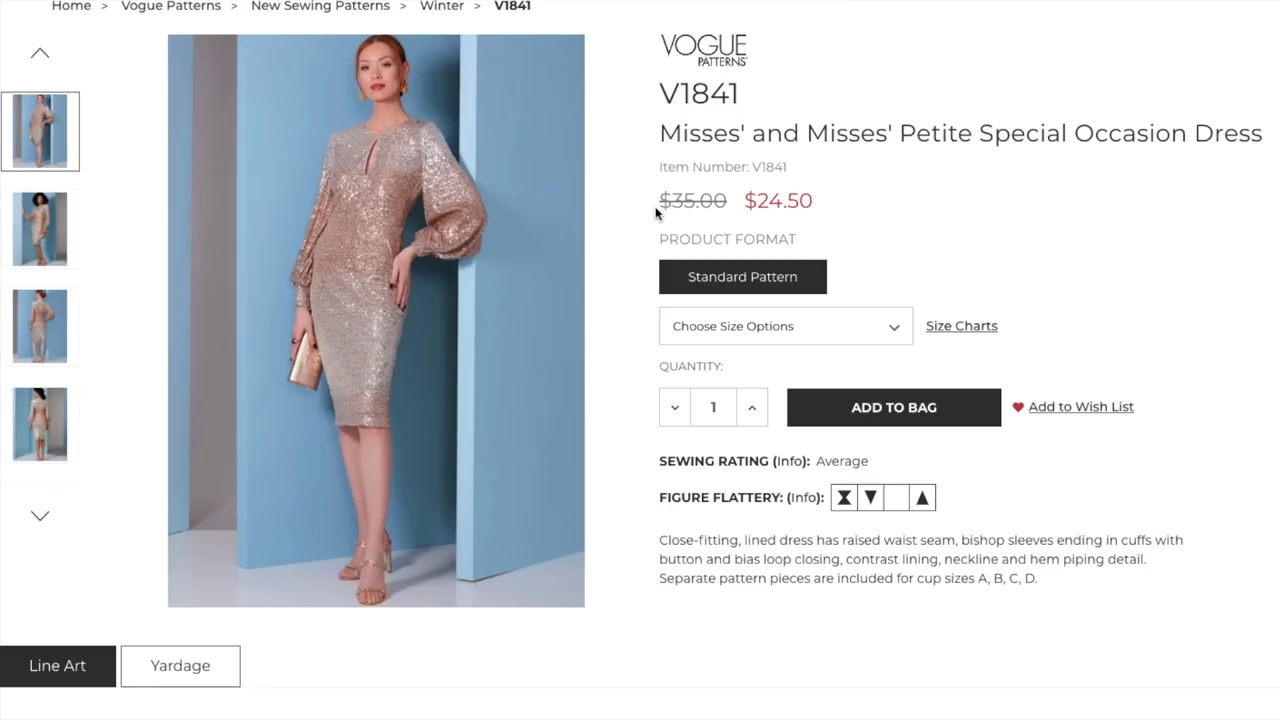 Home > Vogue Patterns > New Sewing Patterns > Winter > V1841
VOGUE
PATTERNS
V1841
Misses' and Misses' Petite Special Occasion Dress
Item Number: V1841
$35.00 $24.50
PRODUCT FORMAT
Standard Pattern
Choose Size Options
Size Charts
QUANTITY:
1
ADD TO BAG
Add to Wish List
SEWING RATING (Info): Average
FIGURE FLATTERY: (Info):
Close-fitting, lined dress has raised waist seam, bishop sleeves ending in cuffs with
button and bias loop closing, contrast lining, neckline and hem piping detail.
Separate pattern pieces are included for cup sizes A, B, C, D.
Line Art
Yardage